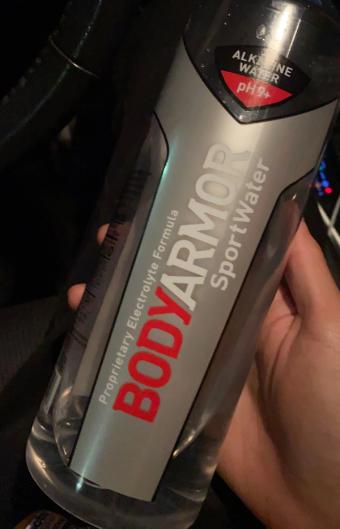 ALKALINE
WATER
pH9+
Proprietary Electrolyte Formula
BODYARMOR
SportWater